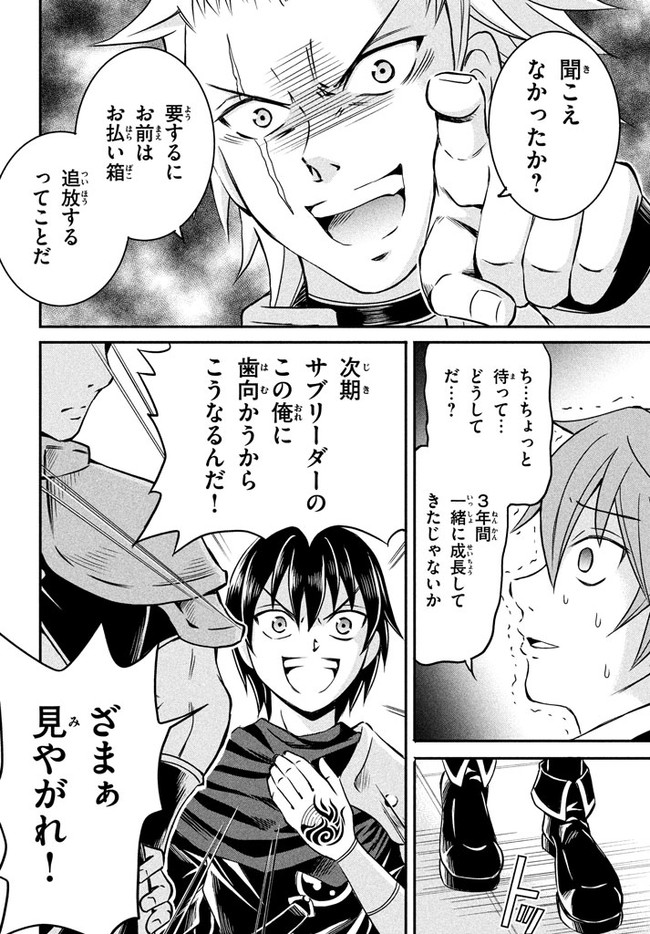 聞こえ
なかったか？
要するに
お前は
お払い箱
追放する
ってことだ
ち…ちょっと
待って…
どうして
だ…？
3年間
一緒に成長して
きたじゃないか
トッ
次期
サブリーダーの
この俺に
歯向かうから
こうなるんだ！
ざまぁ
見やがれ！